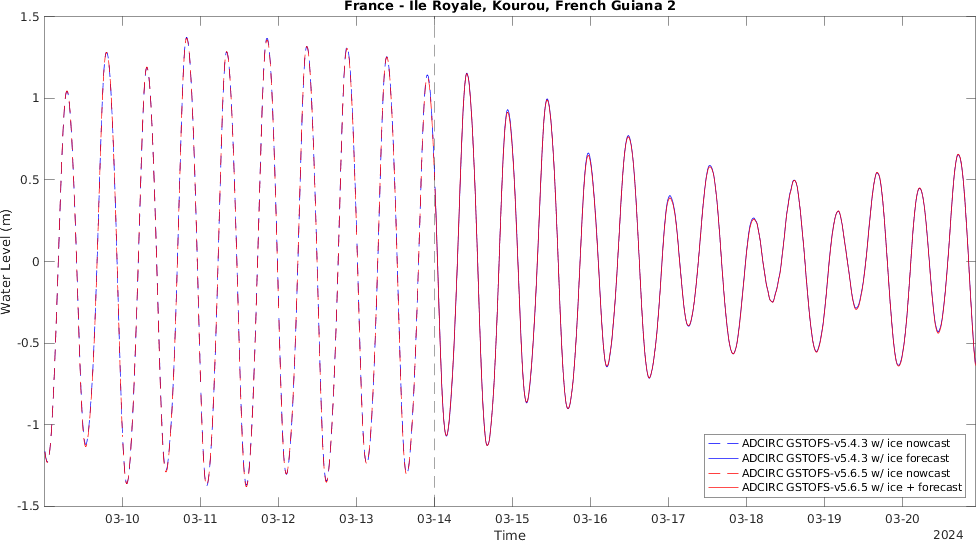 France - Ile Royale, Kourou, French Guiana 2
1.5
1
0.5
0
-0.5
-1
-1.5
Water Level (m)
ADCIRC GSTOFS-v5.4.3 w/ ice nowcast
ADCIRC GSTOFS-v5.4.3 w/ ice forecast
ADCIRC GSTOFS-v5.6.5 w/ ice nowcast
ADCIRC GSTOFS-v5.6.5 w/ ice + forecast
03-10 03-11 03-12 03-13 03-14 03-15 03-16 03-17 03-18 03-19 03-20
Time
2024